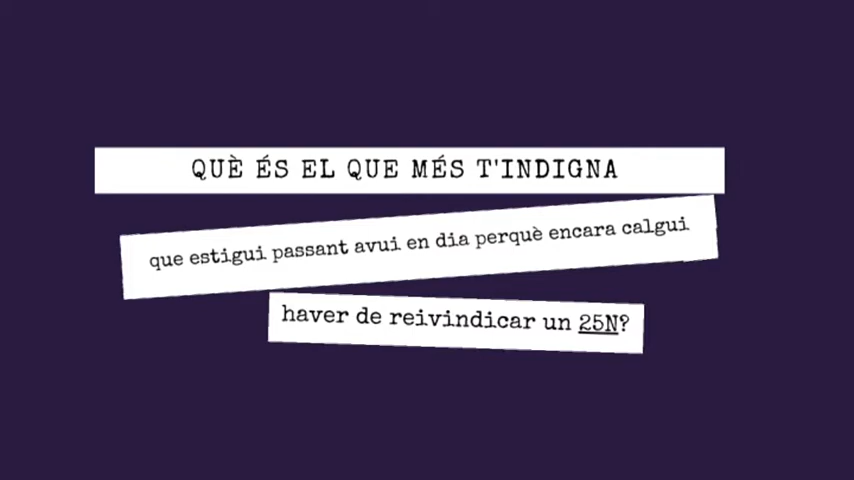 QUÈ ÉS EL QUE MÉS T'INDIGNA
que estigui passant avui en dia perquè encara calgui
haver de reivindicar un 25N?